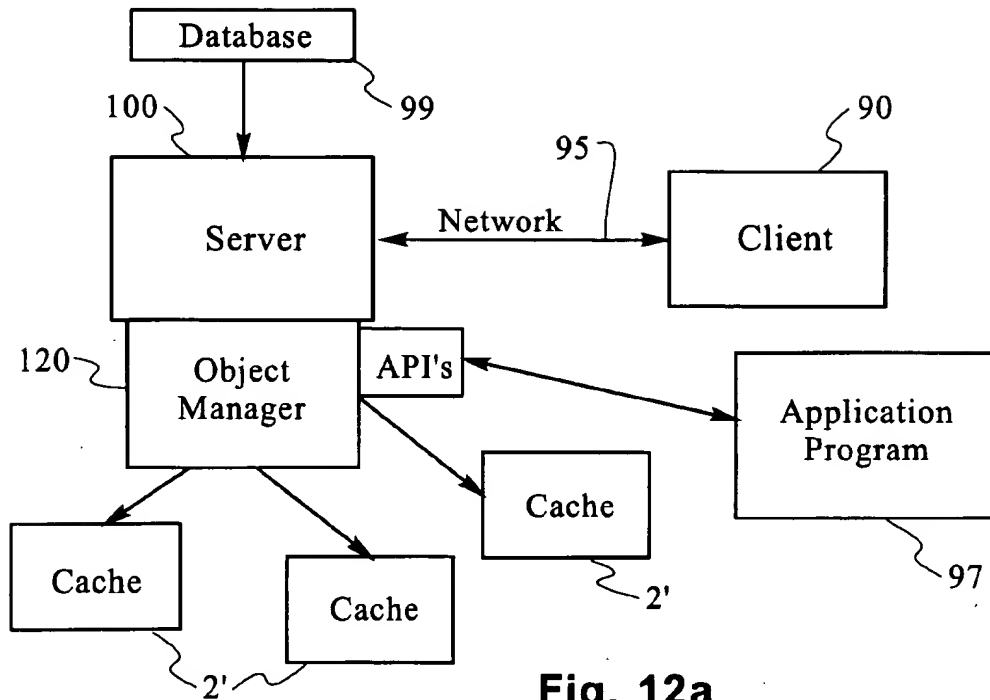 Database
99
100
90
95
Network
Server
Client
120
Object
Manager
API's
Application
Program
Cache
Cache
Cache
2'
97
2'
Fig. 12a